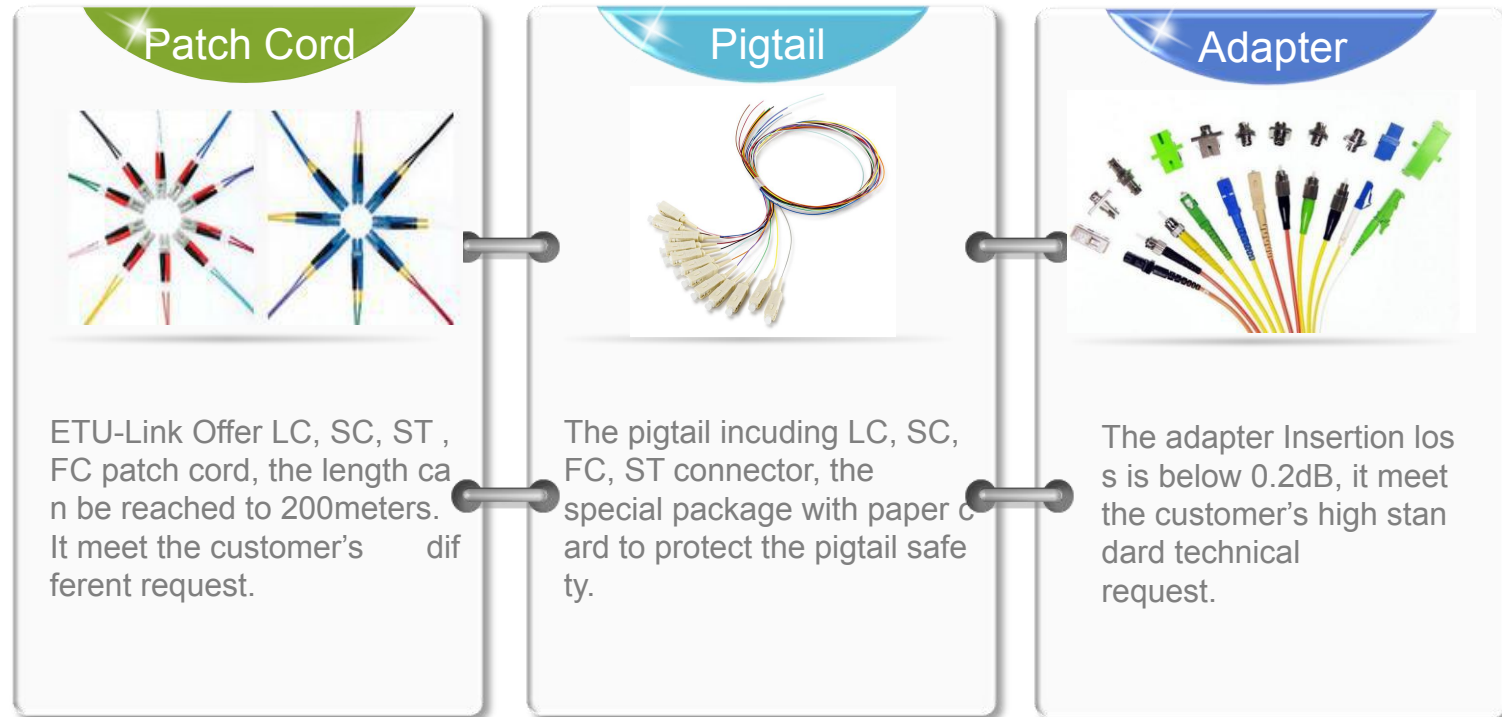 Patch Cord
ETU-Link Offer LC, SC, ST ,
FC patch cord, the length ca
n be reached to 200meters.
It meet the customer’s dif
ferent request.
Pigtail
The pigtail incuding LC, SC,
FC, ST connector, the
special package with paper c
ard to protect the pigtail safe
ty.
Adapter
The adapter Insertion los
s is below 0.2dB, it meet
the customer’s high stan
dard technical
request.